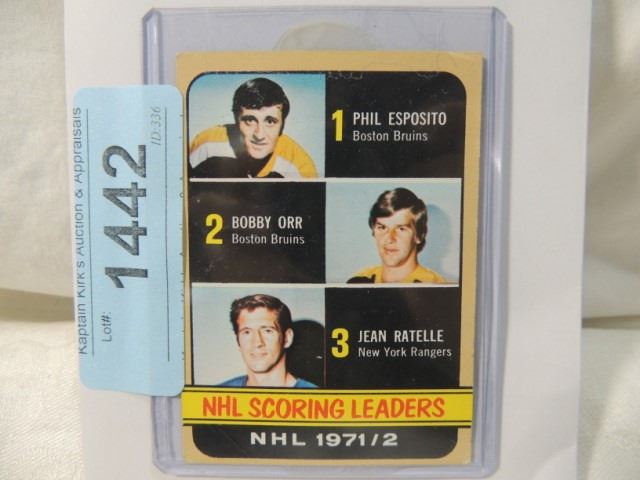 Kaptain Kirk's Auction & Appraisals
Lot#:
1442
ID:336
1 PHIL ESPOSITO
Boston Bruins
2 BOBBY ORR
Boston Bruins
3 JEAN RATELLE
New York Rangers
NHL SCORING LEADERS
NHL 1971/2